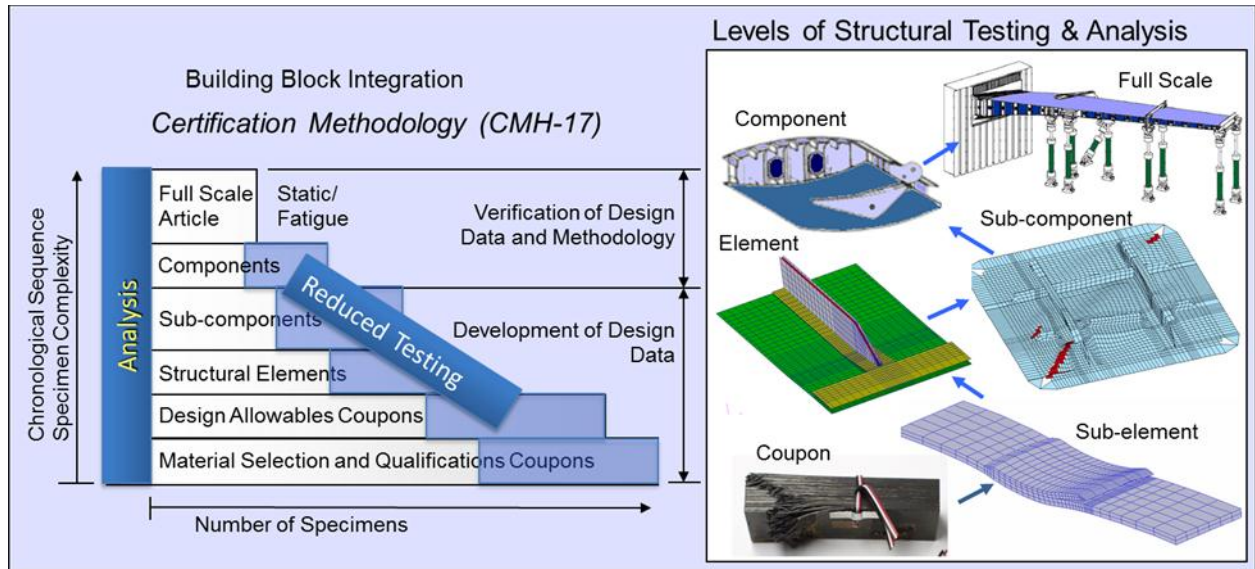 Building Block Integration
Certification Methodology (CMH-17)
Chronological Sequence
Specimen Complexity
Analysis
Full Scale
Article
Static/
Fatigue
Components
Sub-components
Structural Elements
Design Allowables Coupons
Material Selection and Qualifications Coupons
Reduced Testing
Verification of Design
Data and Methodology
Development of Design
Data
Number of Specimens
Levels of Structural Testing & Analysis
Full Scale
Component
Sub-component
Element
Sub-element
Coupon